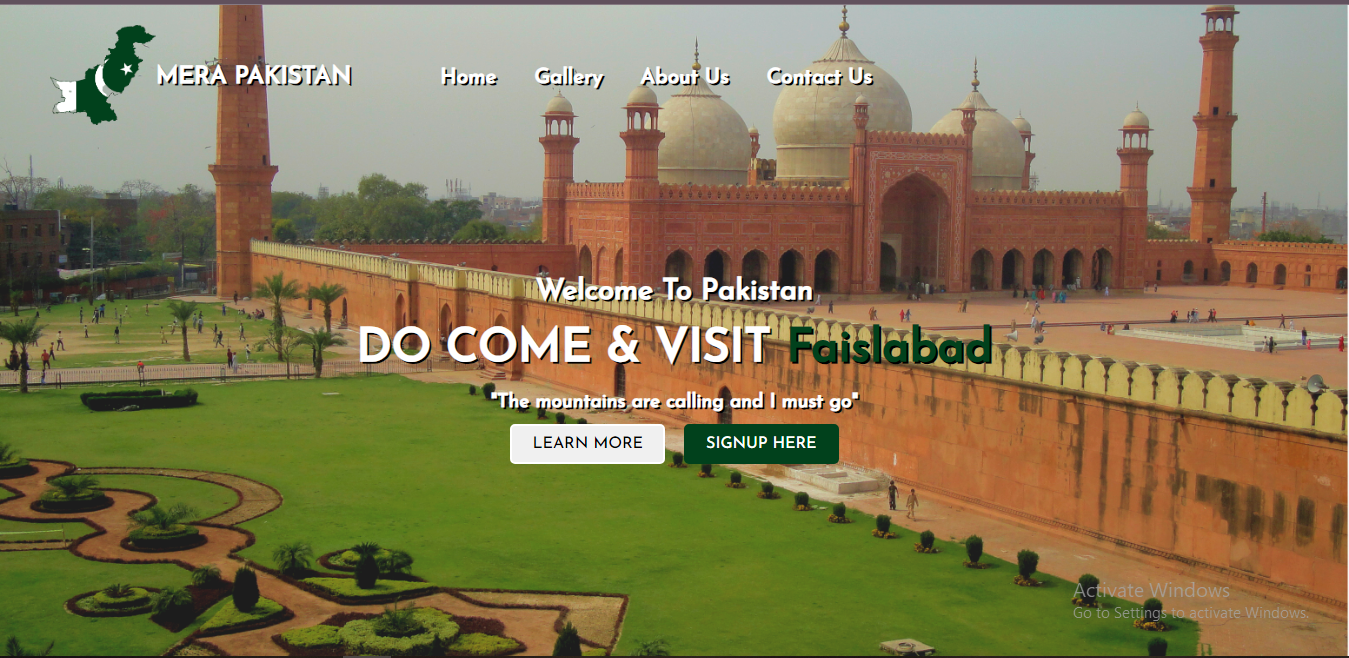 MERA PAKISTAN
Home Gallery About Us Contact Us
Welcome To Pakistan
DO COME & VISIT Faislabad
"The mountains are calling and I must go"
LEARN MORE SIGNUP HERE
Activate Windows
Go to Settings to activate Windows.